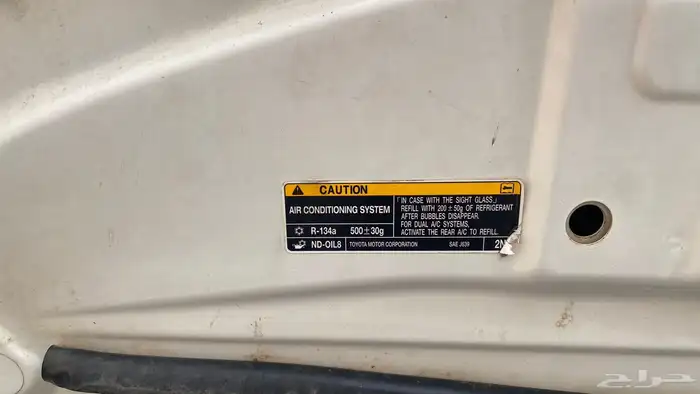 CAUTION
AIR CONDITIONING SYSTEM
R-134a 500±30g
ND-OIL8
「IN CASE WITH THE SIGHT GLASS」
REFILL WITH 200±50g OF REFRIGERANT
AFTER BUBBLES DISAPPEAR.
FOR DUAL A/C SYSTEMS,
ACTIVATE THE REAR A/C TO REFILL.
TOYOTA MOTOR CORPORATION SAE J639
حراج